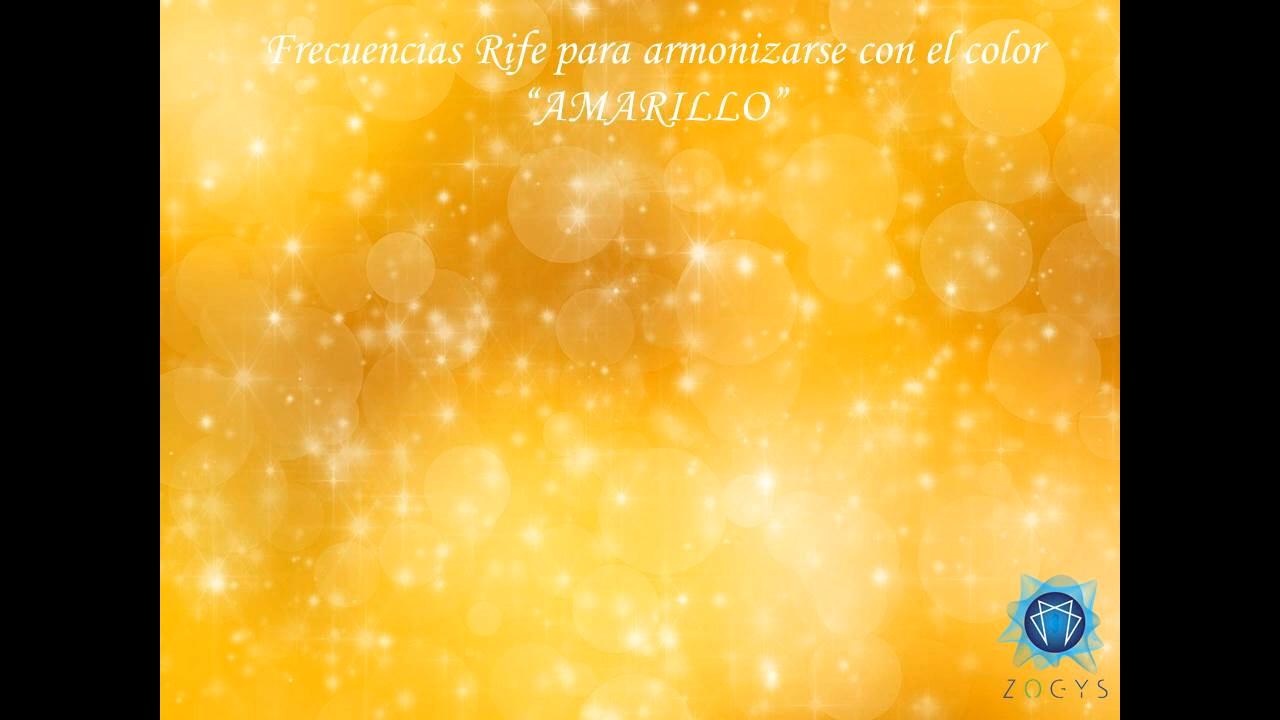 Frecuencias Rife para armonizarse con el color
“AMARILLO”
ZOGYS